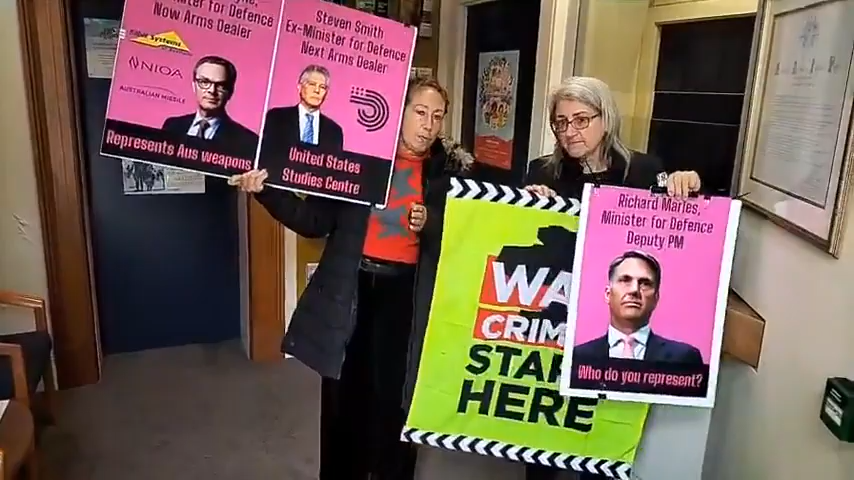 Minister for Defence
Now Arms Dealer
Elbit Systems
NIOA
AUSTRALIAN MISSILE
Represents Aus weapons
Steven Smith
Ex-Minister for Defence
Next Arms Dealer
United States
Studies Centre
WA
CRIM
STAR
HERE
Richard Marles,
Minister for Defence
Deputy PM
Who do you represent?